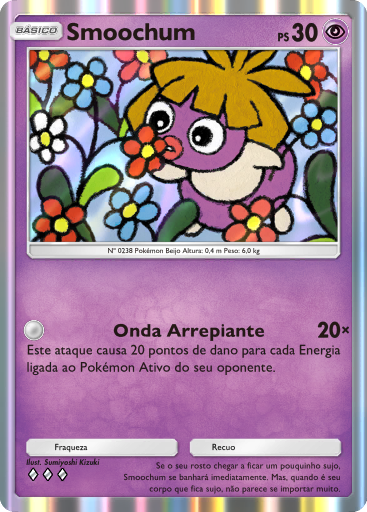 BÁSICO Smoochum PS 30
Nº 0238 Pokémon Beijo Altura: 0,4 m Peso: 6,0 kg
Onda Arrepiante 20×
Este ataque causa 20 pontos de dano para cada Energia
ligada ao Pokémon Ativo do seu oponente.
Fraqueza Recuo
Ilust. Sumiyoshi Kizuki
Se o seu rosto chegar a ficar um pouquinho sujo,
Smoochum se banhará imediatamente. Mas, quando é seu
corpo que fica sujo, não parece se importar muito.